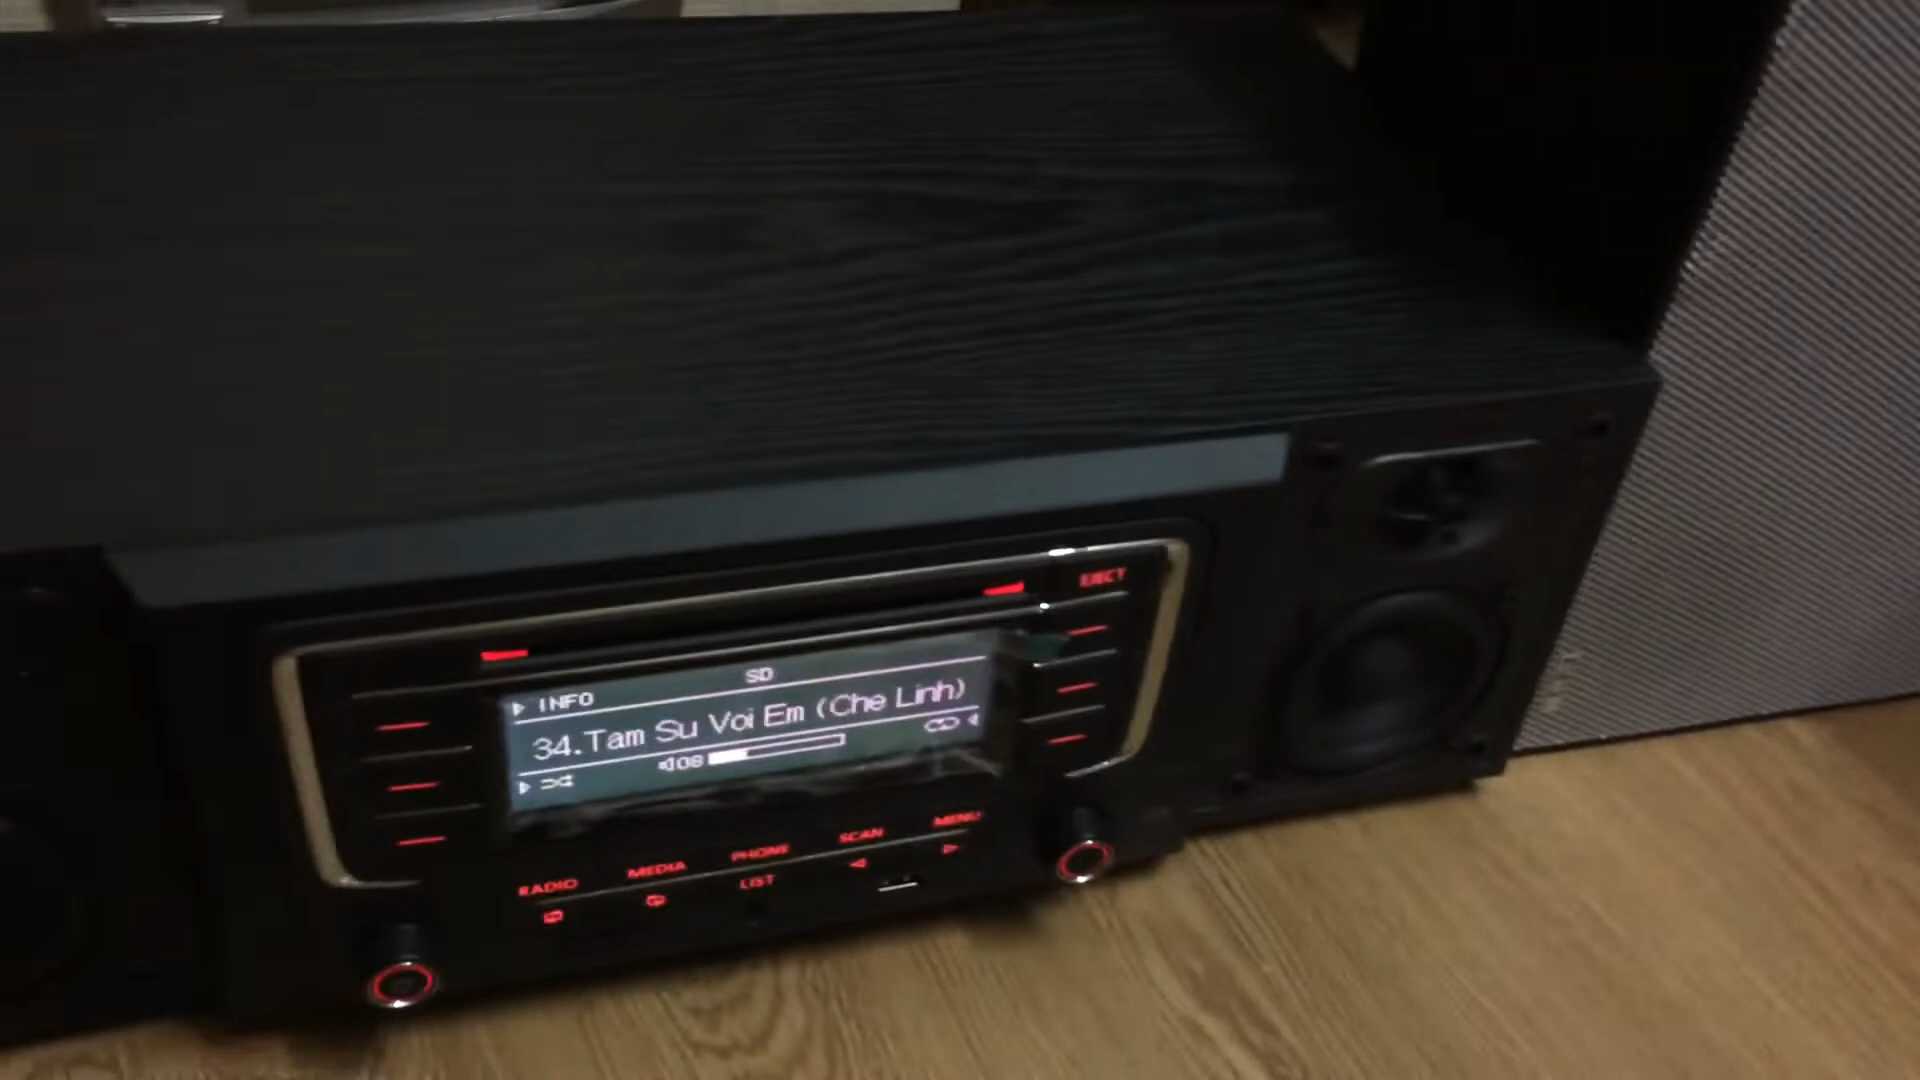 EJECT
INFO
SD
34.Tam Su Voi Em (Che Linh)
08
RADIO
MEDIA
PHONE
SCAN
MENU
LIST